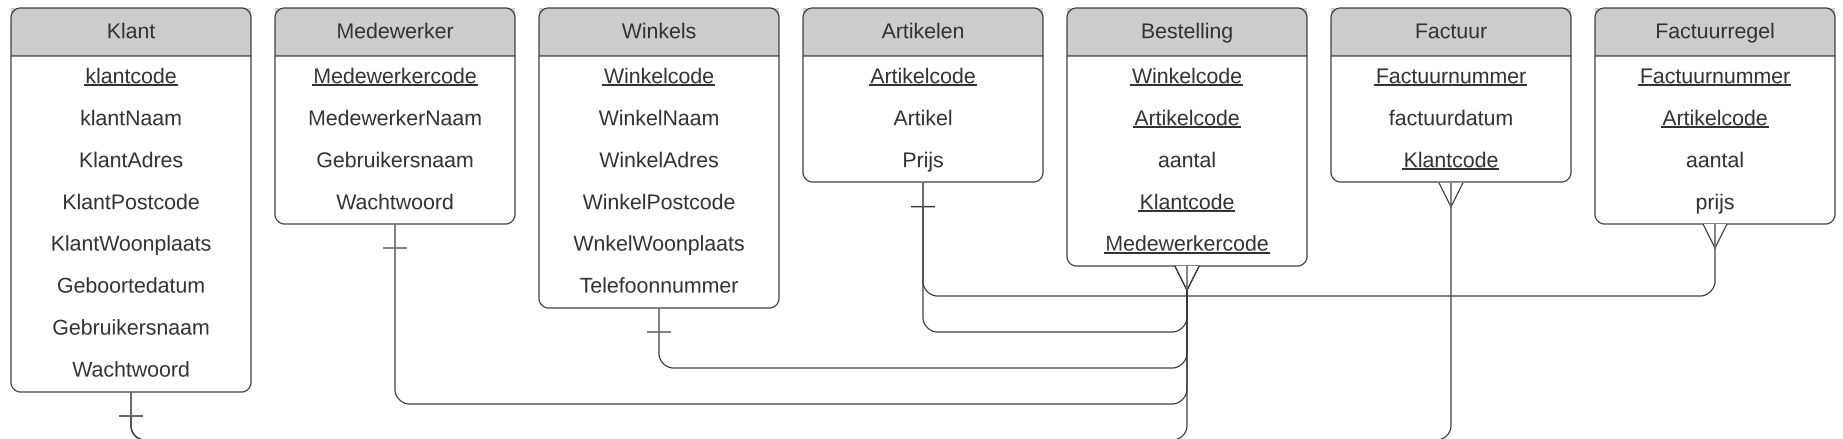 Klant
klantcode
klantNaam
KlantAdres
KlantPostcode
KlantWoonplaats
Geboortedatum
Gebruikersnaam
Wachtwoord
Medewerker
Medewerkercode
MedewerkerNaam
Gebruikersnaam
Wachtwoord
Winkels
Winkelcode
WinkelNaam
WinkelAdres
WinkelPostcode
WnkelWoonplaats
Telefoonnummer
Artikelen
Artikelcode
Artikel
Prijs
Bestelling
Winkelcode
Artikelcode
aantal
Klantcode
Medewerkercode
Factuur
Factuurnummer
factuurdatum
Klantcode
Factuurregel
Factuurnummer
Artikelcode
aantal
prijs